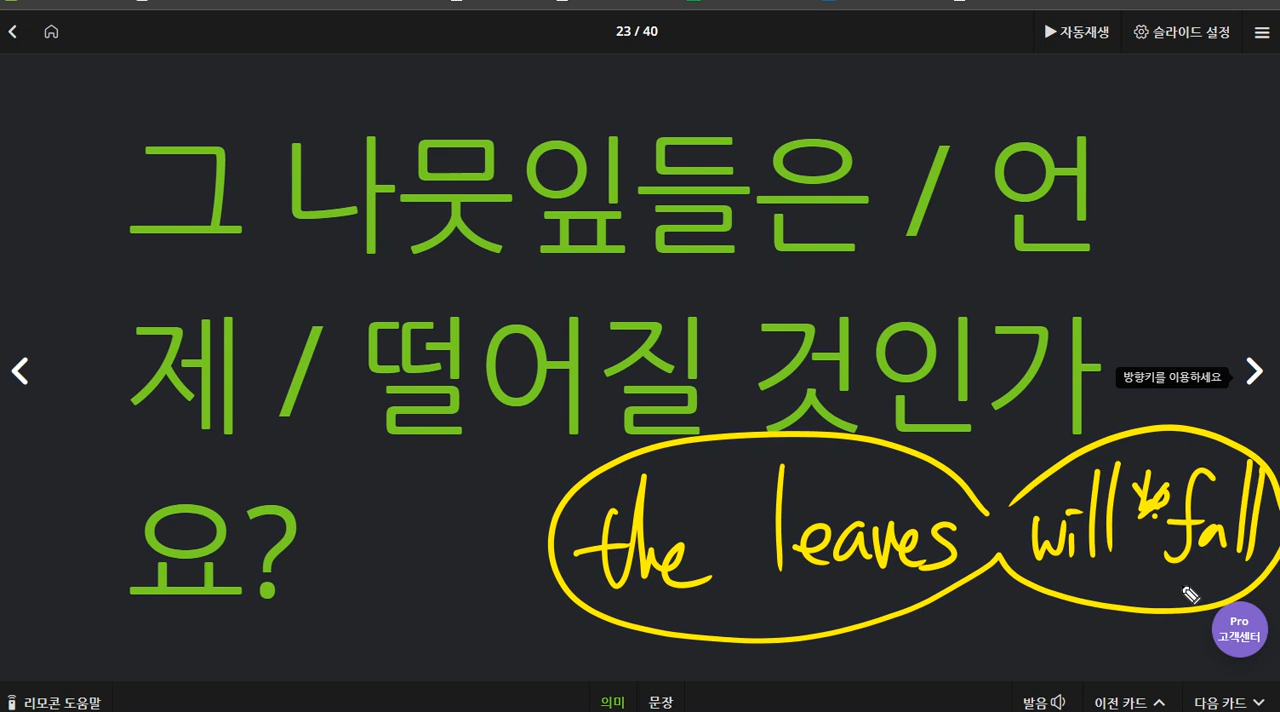 23 / 40
자동재생
슬라이드 설정
그 나뭇잎들은 / 언
제 / 떨어질 것인가
요?
방향키를 이용하세요
the leaves will fall
Pro
고객센터
리모콘 도움말
의미
문장
발음
이전 카드
다음 카드